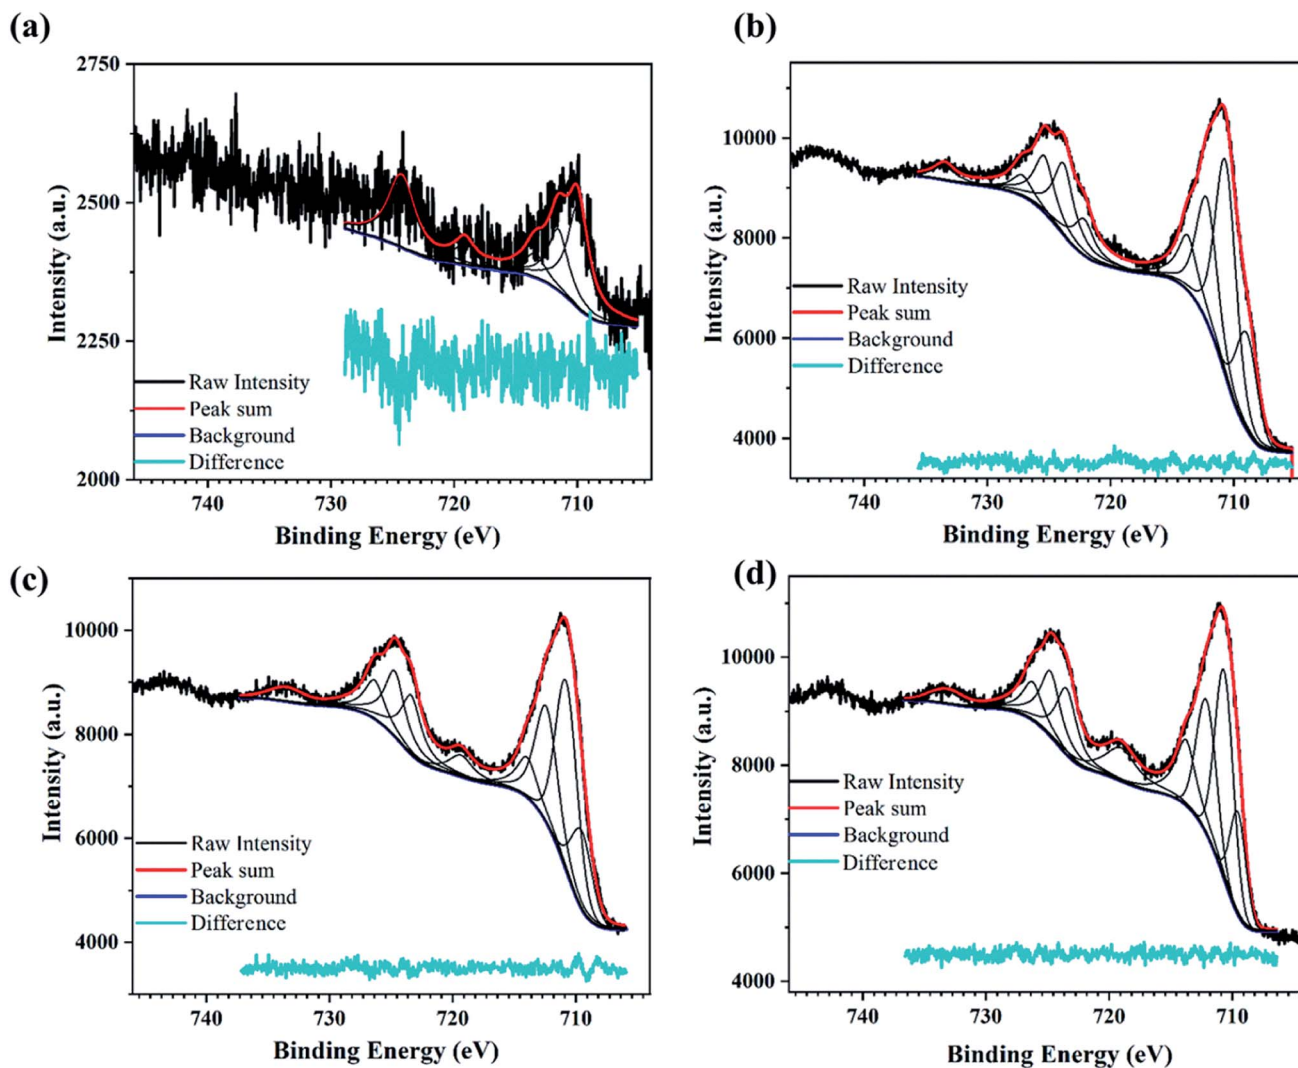 (a)
2750
2500
2250
2000
Intensity (a.u.)
Raw Intensity
Peak sum
Background
Difference
740
730
720
710
Binding Energy (eV)
(b)
10000
8000
6000
4000
Intensity (a.u.)
Raw Intensity
Peak sum
Background
Difference
740
730
720
710
Binding Energy (eV)
(c)
10000
8000
6000
4000
Intensity (a.u.)
Raw Intensity
Peak sum
Background
Difference
740
730
720
710
Binding Energy (eV)
(d)
10000
8000
6000
4000
Intensity (a.u.)
Raw Intensity
Peak sum
Background
Difference
740
730
720
710
Binding Energy (eV)